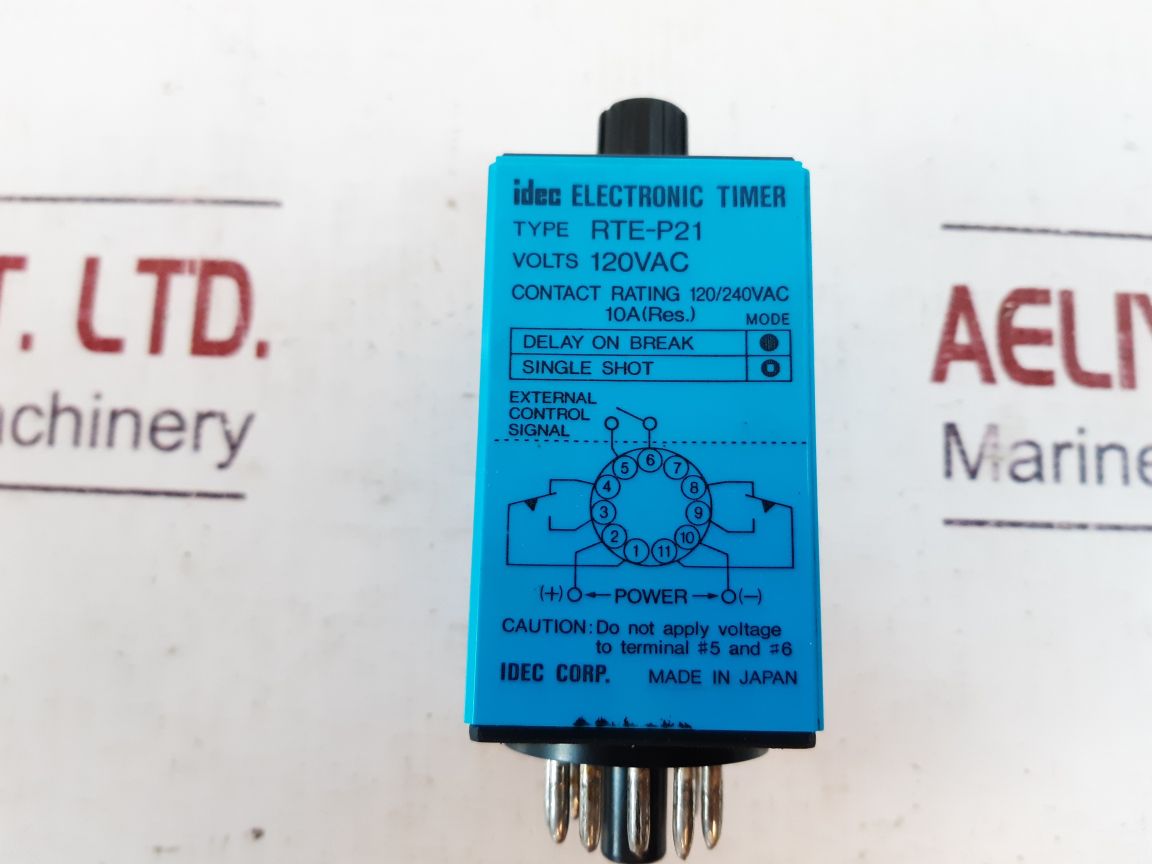 idec ELECTRONIC TIMER
TYPE RTE-P21
VOLTS 120VAC
CONTACT RATING 120/240VAC
10A(Res.)
MODE
DELAY ON BREAK
SINGLE SHOT
EXTERNAL
CONTROL
SIGNAL
5 6 7
4 8
3 9
2 10
1 11
(+) POWER (−)
CAUTION: Do not apply voltage
to terminal #5 and #6
IDEC CORP. MADE IN JAPAN
T. LTD.
achinery
AELIY
Marine